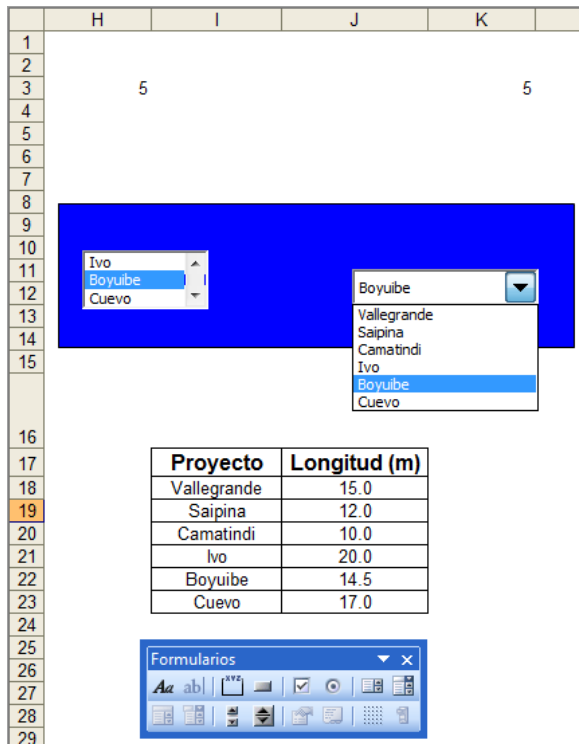 H I J K
1
2
3 5 5
4
5
6
7
8
9
10 Ivo
11 Boyuibe Boyuibe
12 Cuevo
13 Vallegrande
Saipina
14 Camatindi
15 Ivo
Boyuibe
Cuevo
16
17 Proyecto Longitud (m)
18 Vallegrande 15.0
19 Saipina 12.0
20 Camatindi 10.0
21 Ivo 20.0
22 Boyuibe 14.5
23 Cuevo 17.0
24
25 Formularios
26 Aa ab| XYZ
27
28
29